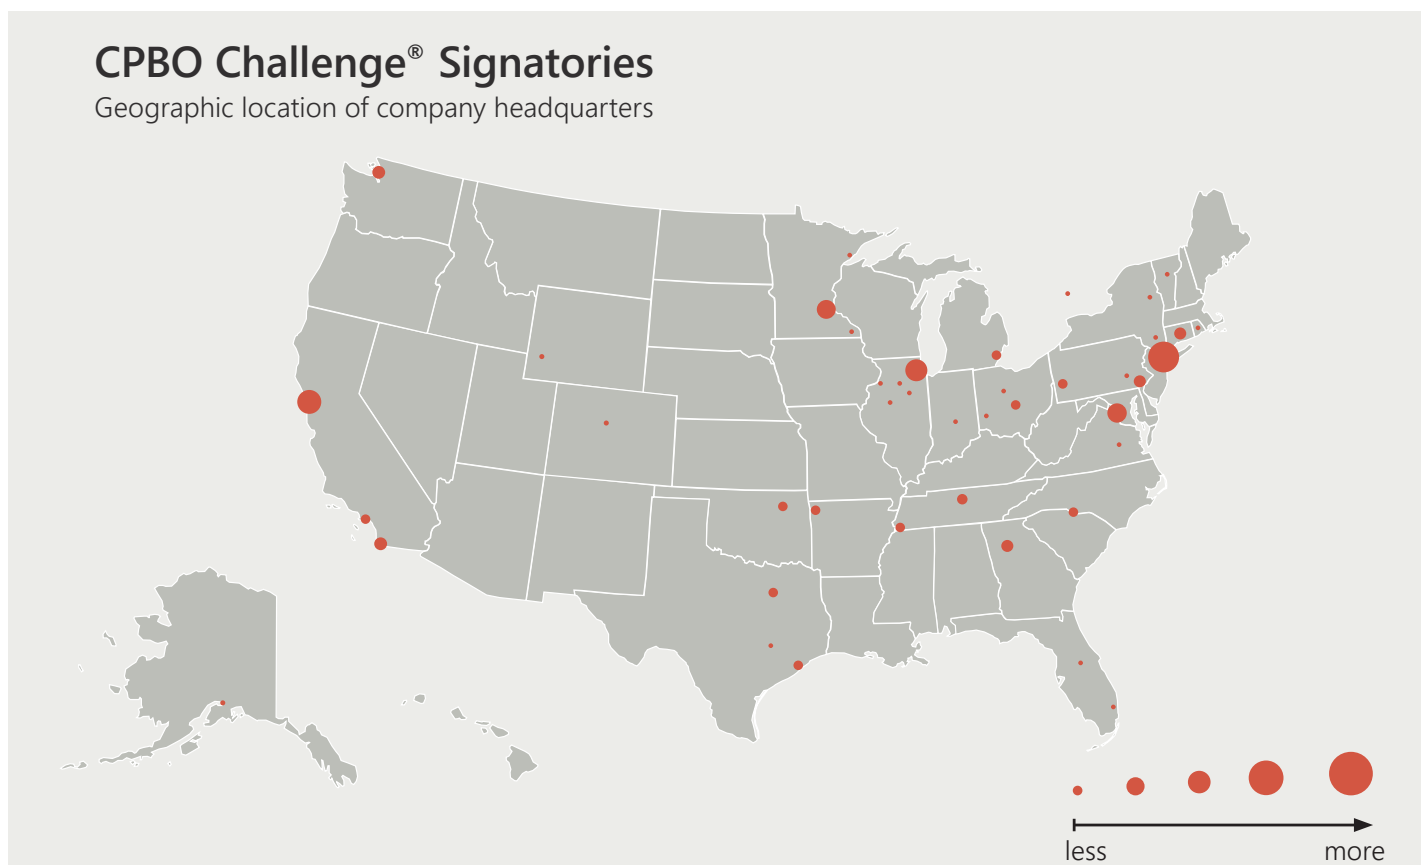 CPBO Challenge® Signatories
Geographic location of company headquarters
less more